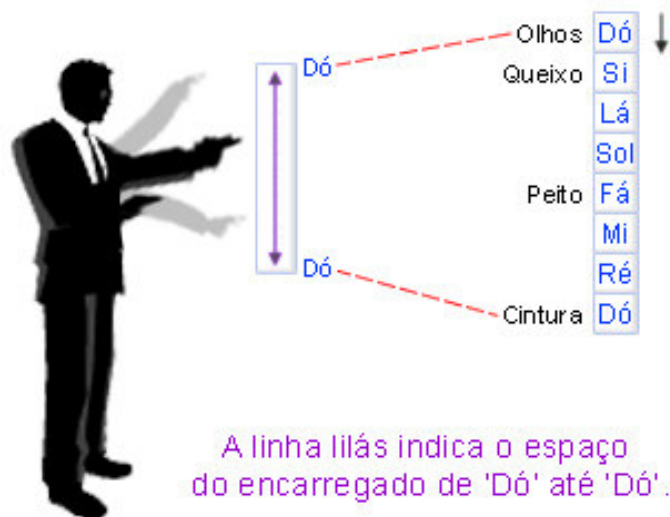 Olhos Dó
Dó
Queixo Si
Lá
Sol
Peito Fá
Mi
Dó
Ré
Cintura Dó
A linha lilás indica o espaço
do encarregado de 'Dó' até 'Dó'.